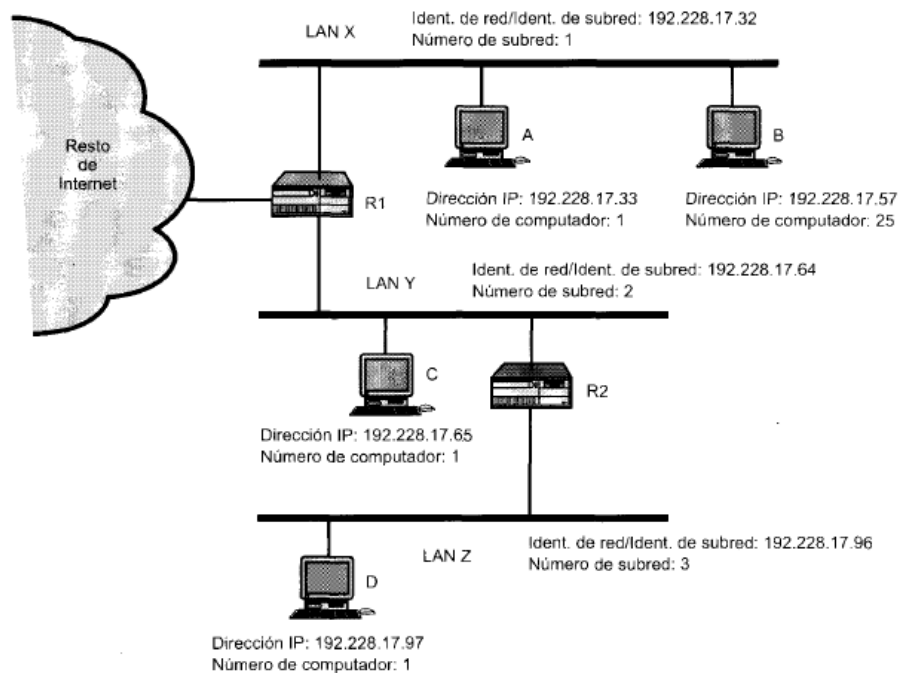 LAN X
Ident. de red/Ident. de subred: 192.228.17.32
Número de subred: 1
Resto
de
Internet
A
B
R1
Dirección IP: 192.228.17.33
Número de computador: 1
Dirección IP: 192.228.17.57
Número de computador: 25
LAN Y
Ident. de red/Ident. de subred: 192.228.17.64
Número de subred: 2
C
R2
Dirección IP: 192.228.17.65
Número de computador: 1
LAN Z
Ident. de red/Ident. de subred: 192.228.17.96
Número de subred: 3
D
Dirección IP: 192.228.17.97
Número de computador: 1